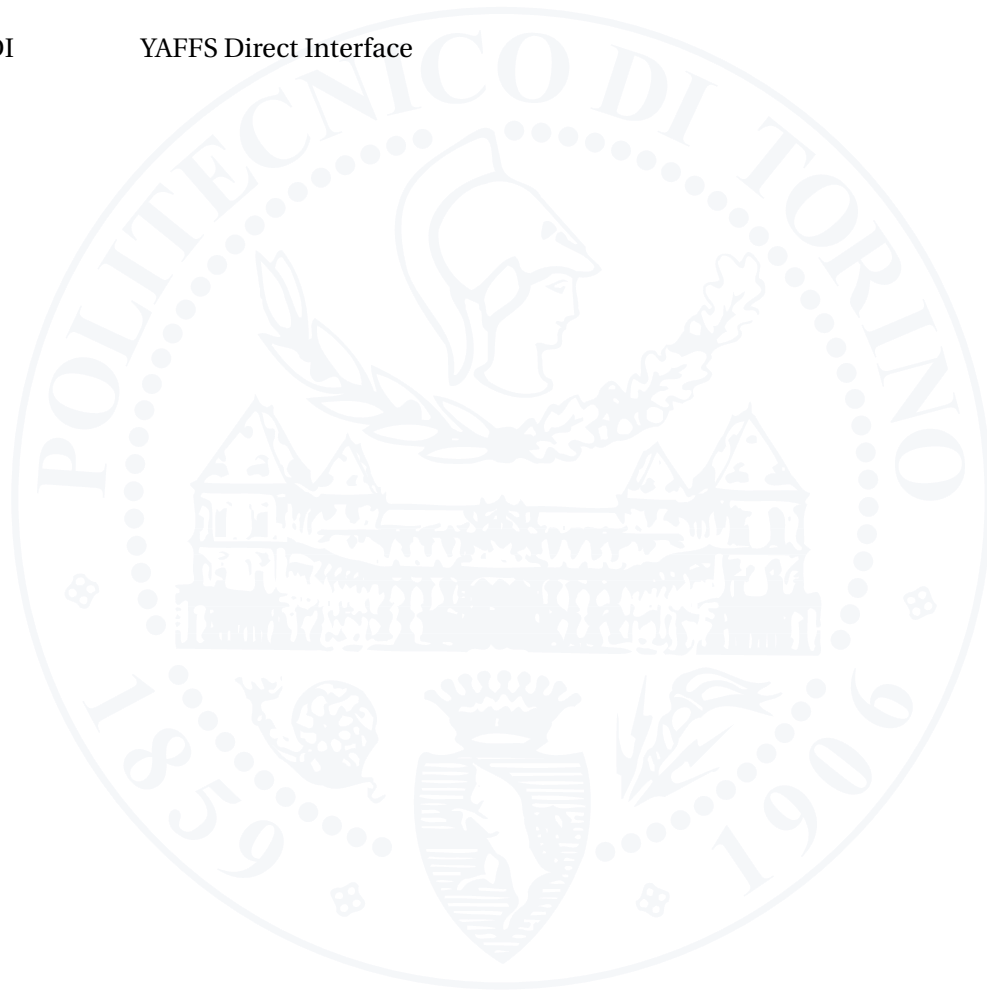 DI YAFFS Direct Interface
POLITECNICO DI TORINO
1859 1906